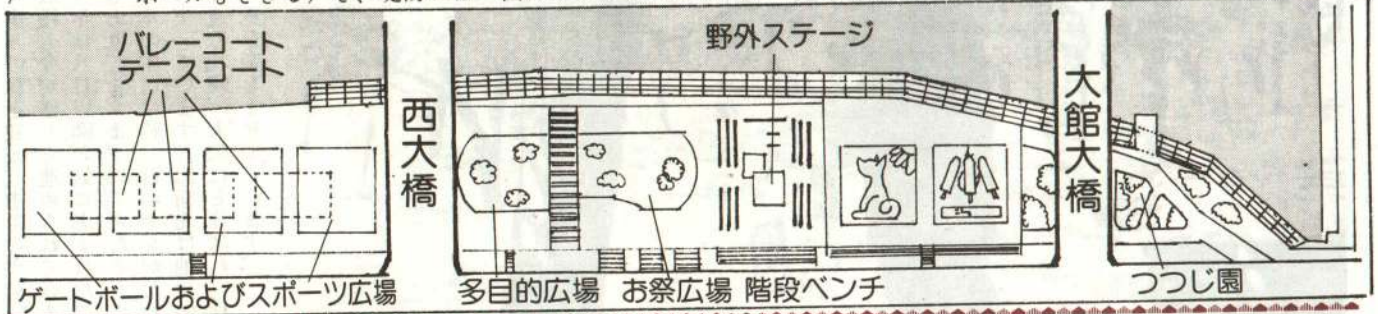 バレーコート
テニスコート
野外ステージ
西大橋
大館大橋
ゲートボールおよびスポーツ広場
多目的広場
お祭広場
階段ベンチ
つつじ園